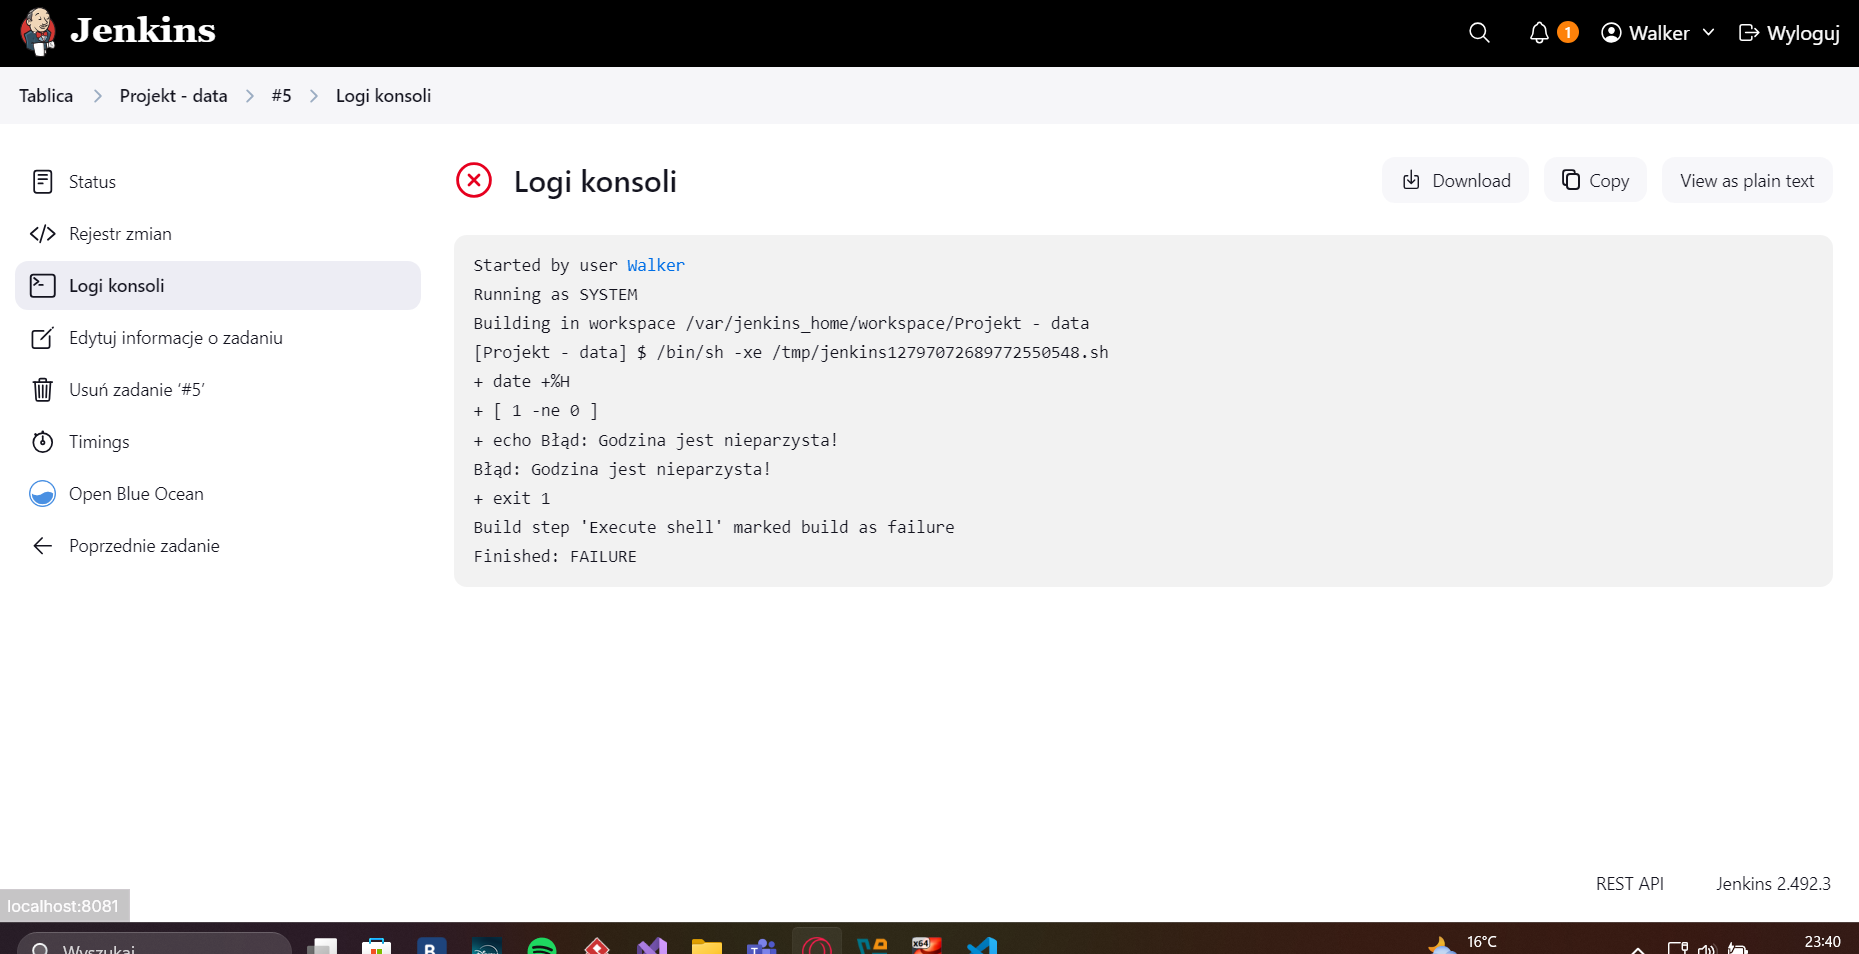 Jenkins
1
Walker
Wyloguj
Tablica
Projekt - data
#5
Logi konsoli
Status
Rejestr zmian
Logi konsoli
Edytuj informacje o zadaniu
Usuń zadanie ‘#5’
Timings
Open Blue Ocean
Poprzednie zadanie
Logi konsoli
Download
Copy
View as plain text
Started by user Walker
Running as SYSTEM
Building in workspace /var/jenkins_home/workspace/Projekt - data
[Projekt - data] $ /bin/sh -xe /tmp/jenkins12797072689772550548.sh
+ date +%H
+ [ 1 -ne 0 ]
+ echo Błąd: Godzina jest nieparzysta!
Błąd: Godzina jest nieparzysta!
+ exit 1
Build step 'Execute shell' marked build as failure
Finished: FAILURE
REST API
Jenkins 2.492.3
localhost:8081
Wyszukaj
B
X64
16°C
23:40